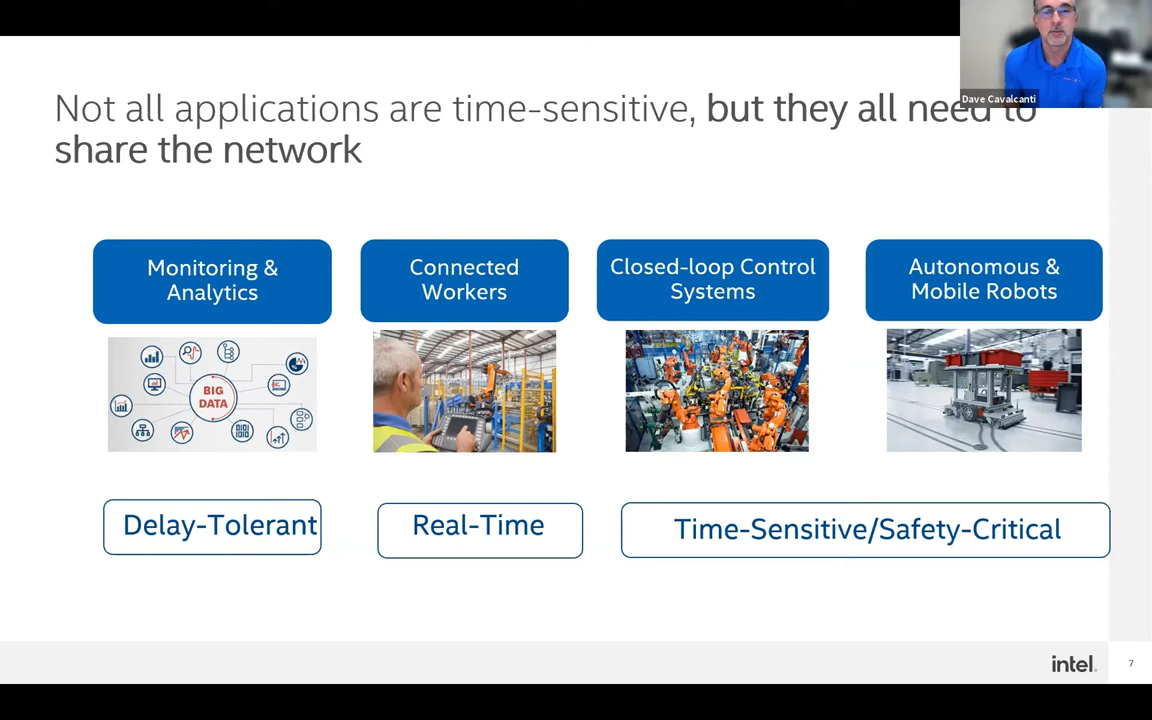 Dave Cavalcanti
Not all applications are time-sensitive, but they all need to
share the network
Monitoring &
Analytics
Connected
Workers
Closed-loop Control
Systems
Autonomous &
Mobile Robots
BIG
DATA
Delay-Tolerant
Real-Time
Time-Sensitive/Safety-Critical
intel.
7